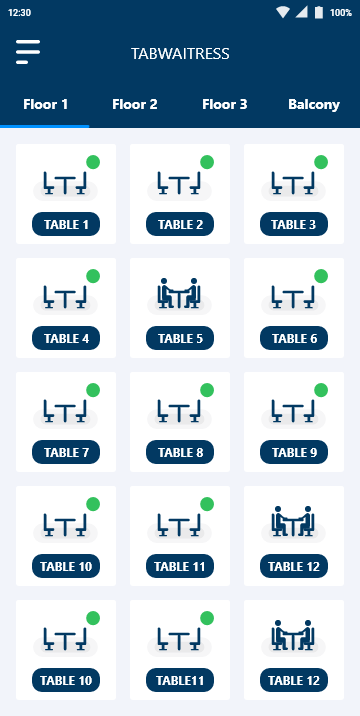 12:30 100%
TABWAITRESS
Floor 1 Floor 2 Floor 3 Balcony
TABLE 1 TABLE 2 TABLE 3
TABLE 4 TABLE 5 TABLE 6
TABLE 7 TABLE 8 TABLE 9
TABLE 10 TABLE 11 TABLE 12
TABLE 10 TABLE11 TABLE 12